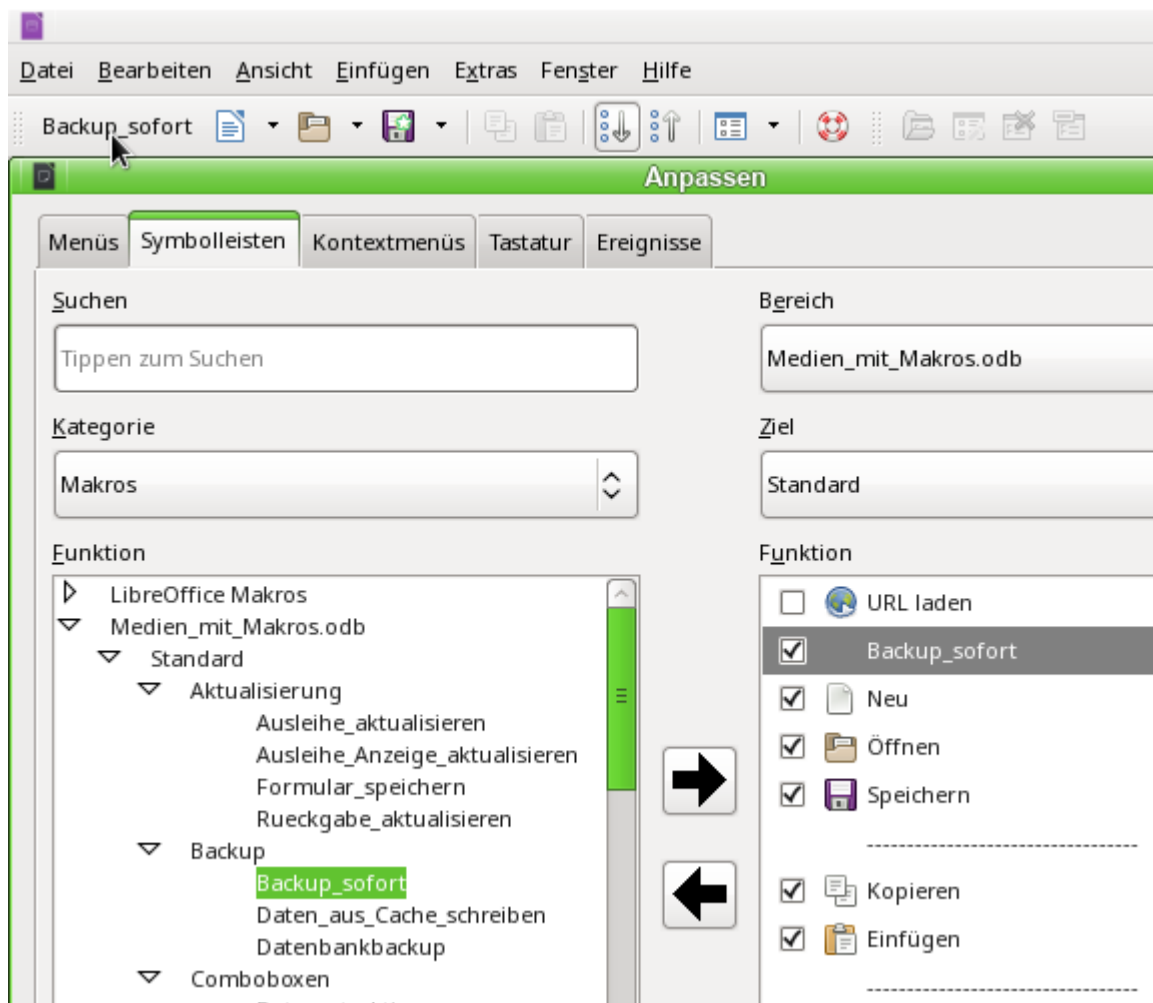 Datei Bearbeiten Ansicht Einfügen Extras Fenster Hilfe
Backup_sofort
Anpassen
Menüs Symbolleisten Kontextmenüs Tastatur Ereignisse
Suchen
Tippen zum Suchen
Kategorie
Makros
Funktion
LibreOffice Makros
Medien_mit_Makros.odb
Standard
Aktualisierung
Ausleihe_aktualisieren
Ausleihe_Anzeige_aktualisieren
Formular_speichern
Rueckgabe_aktualisieren
Backup
Backup_sofort
Daten_aus_Cache_schreiben
Datenbankbackup
Comboboxen
Bereich
Medien_mit_Makros.odb
Ziel
Standard
Funktion
URL laden
Backup_sofort
Neu
Öffnen
Speichern
Kopieren
Einfügen